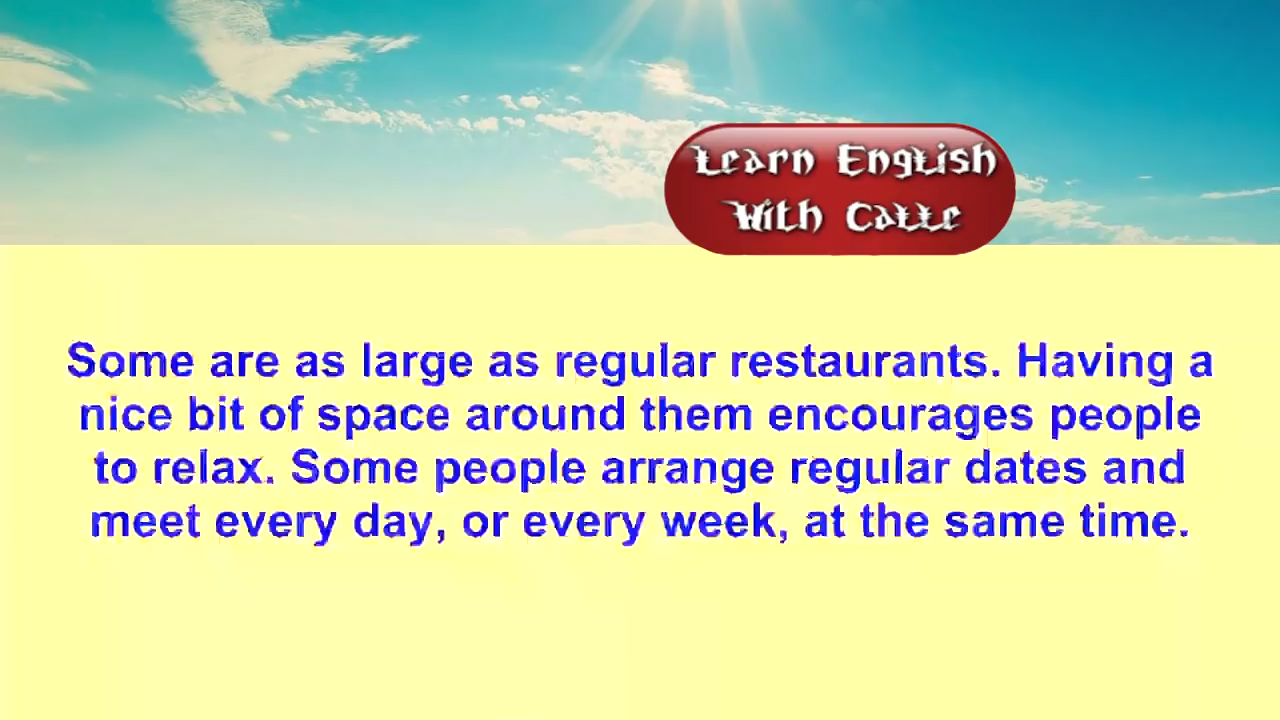 Learn English
With Catte
Some are as large as regular restaurants. Having a
nice bit of space around them encourages people
to relax. Some people arrange regular dates and
meet every day, or every week, at the same time.